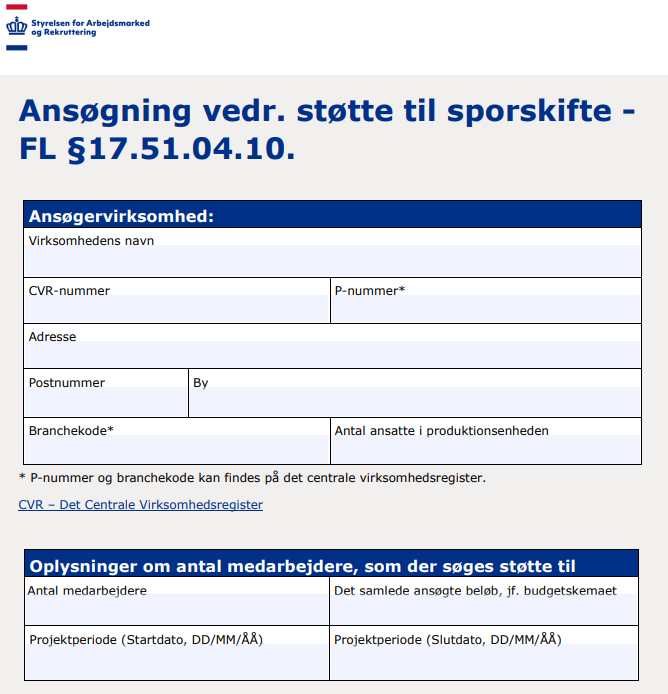 Styrelsen for Arbejdsmarked
og Rekruttering
Ansøgning vedr. støtte til sporskifte -
FL §17.51.04.10.
Ansøgervirksomhed:
Virksomhedens navn
CVR-nummer
P-nummer*
Adresse
Postnummer
By
Branchekode*
Antal ansatte i produktionsenheden
* P-nummer og branchekode kan findes på det centrale virksomhedsregister.
CVR – Det Centrale Virksomhedsregister
Oplysninger om antal medarbejdere, som der søges støtte til
Antal medarbejdere
Det samlede ansøgte beløb, jf. budgetskemaet
Projektperiode (Startdato, DD/MM/ÅÅ)
Projektperiode (Slutdato, DD/MM/ÅÅ)